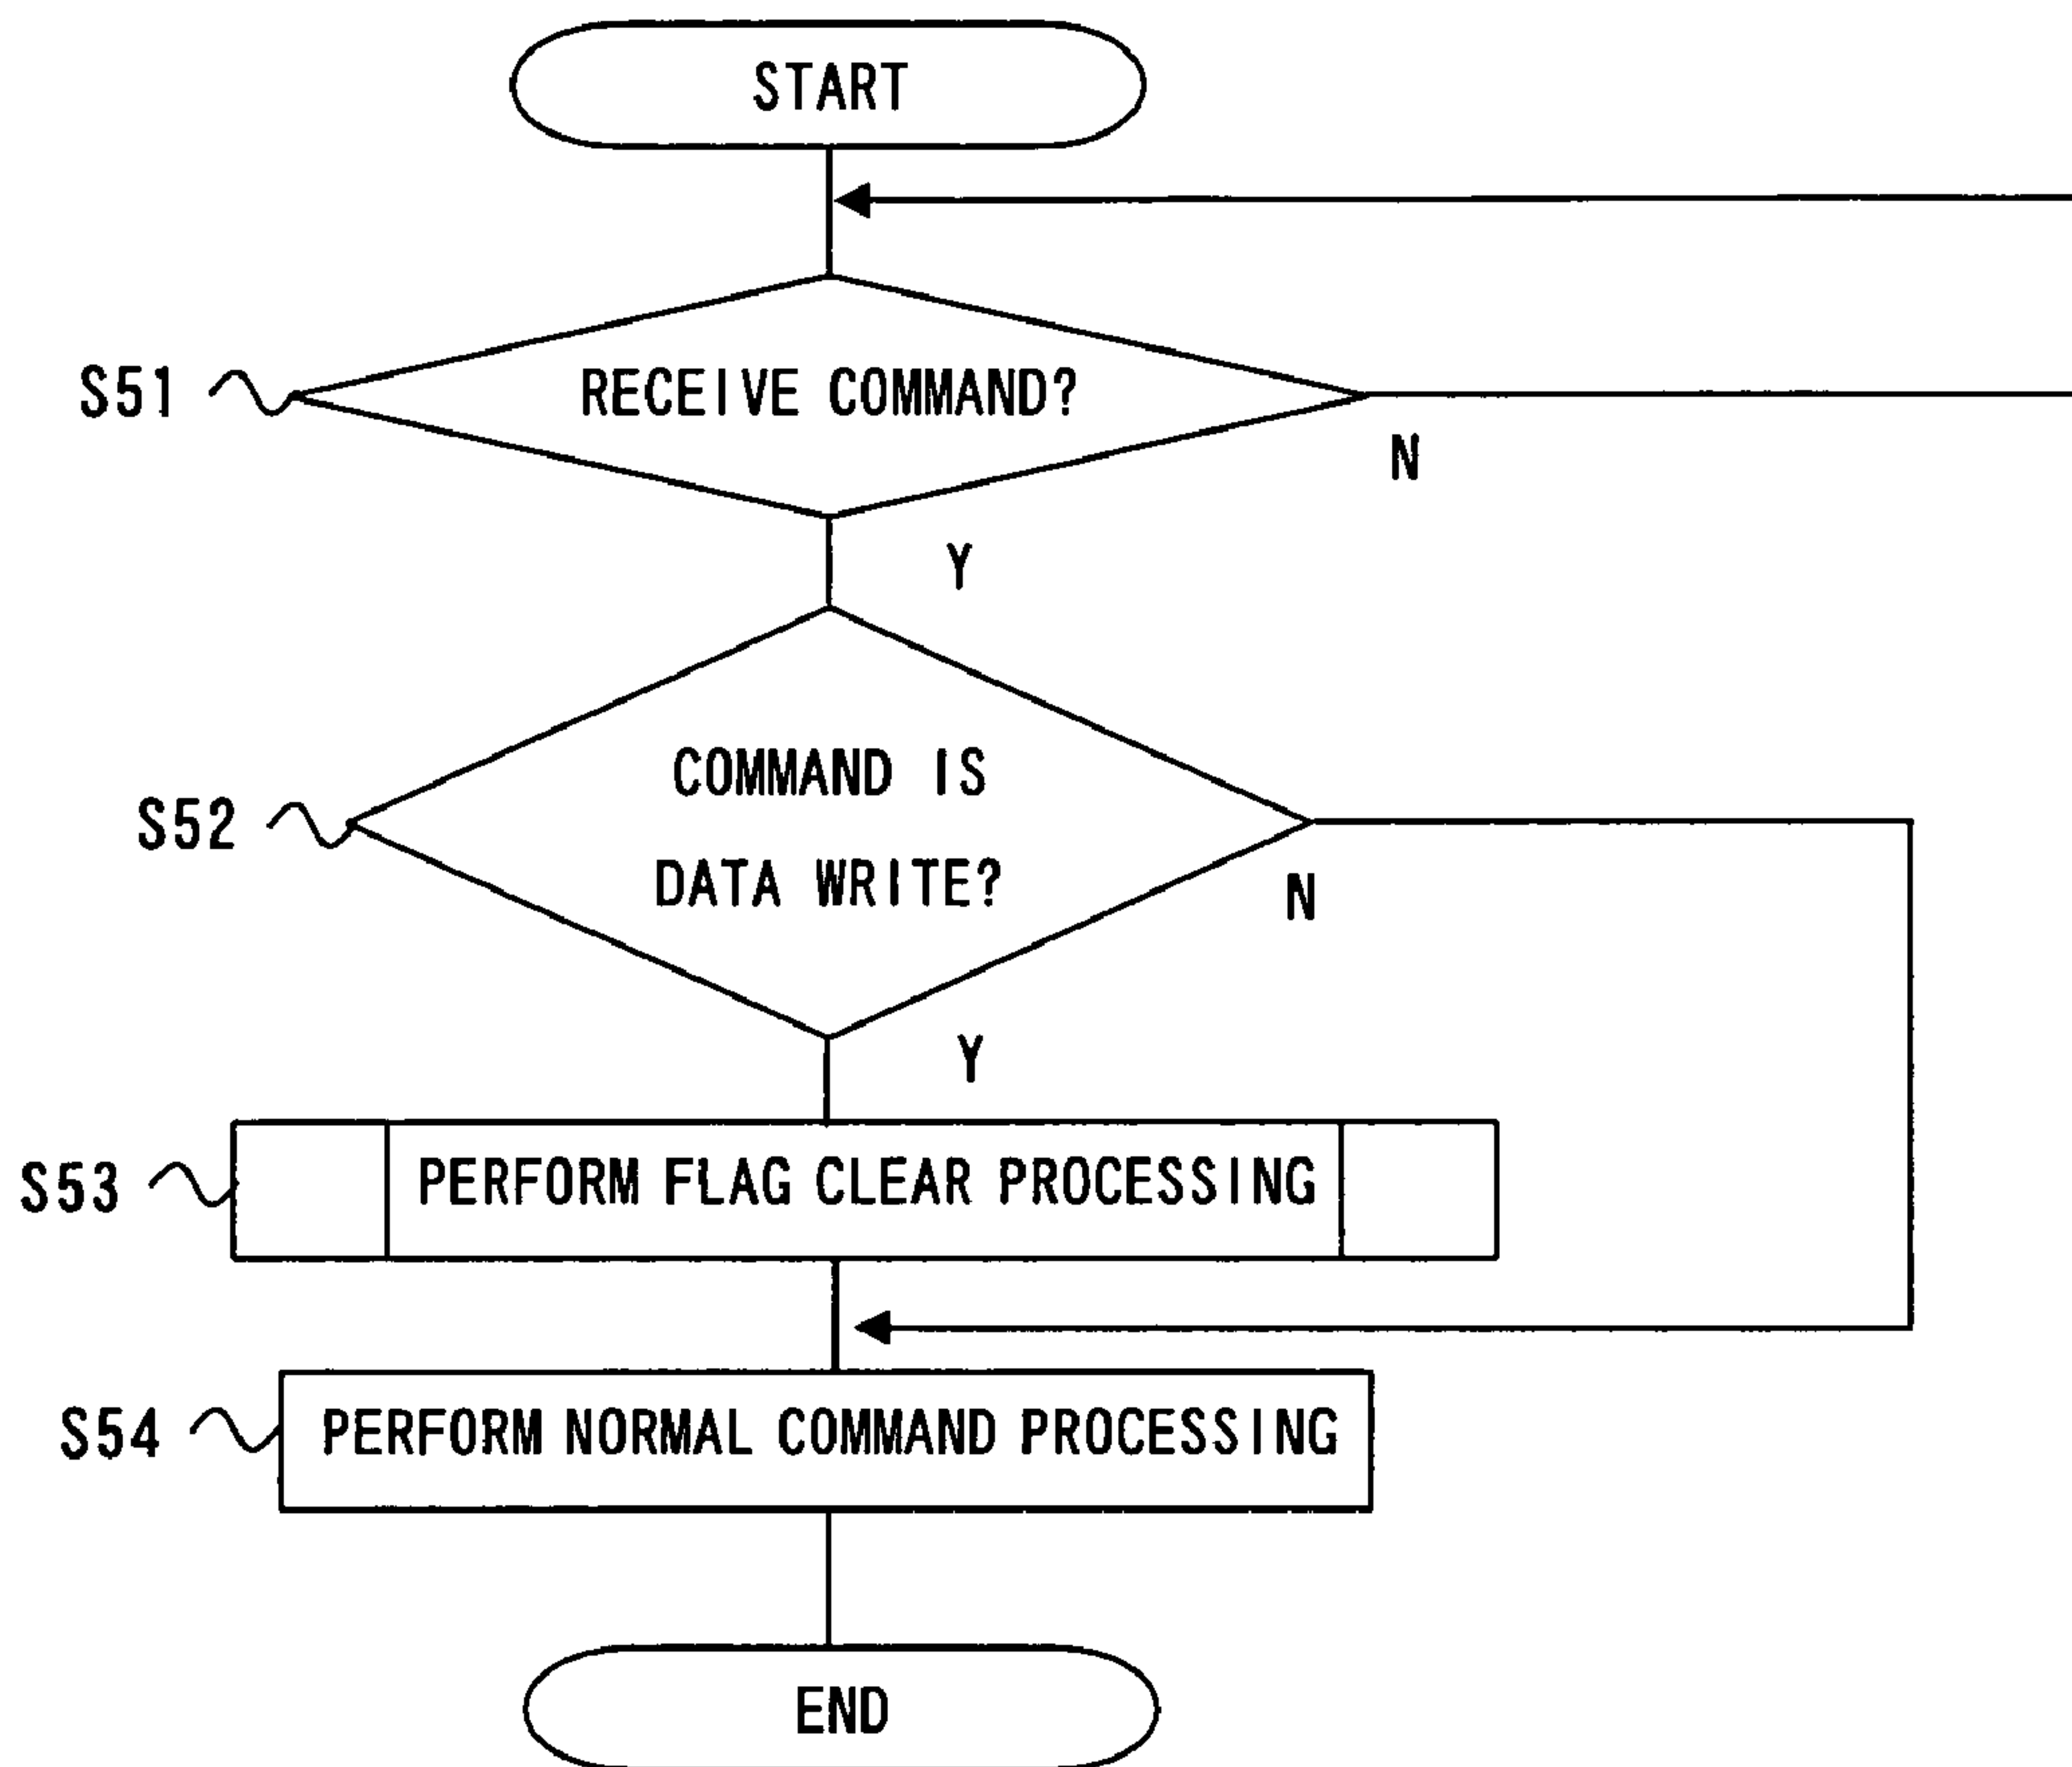 START
S51
RECEIVE COMMAND?
N
Y
S52
COMMAND IS
DATA WRITE?
N
Y
S53
PERFORM FLAG CLEAR PROCESSING
S54
PERFORM NORMAL COMMAND PROCESSING
END